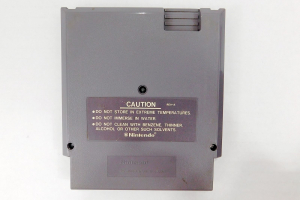 CAUTION
●DO NOT STORE IN EXTREME TEMPERATURES.
●DO NOT IMMERSE IN WATER.
●DO NOT CLEAN WITH BENZENE, THINNER,
ALCOHOL OR OTHER SUCH SOLVENTS.
Nintendo